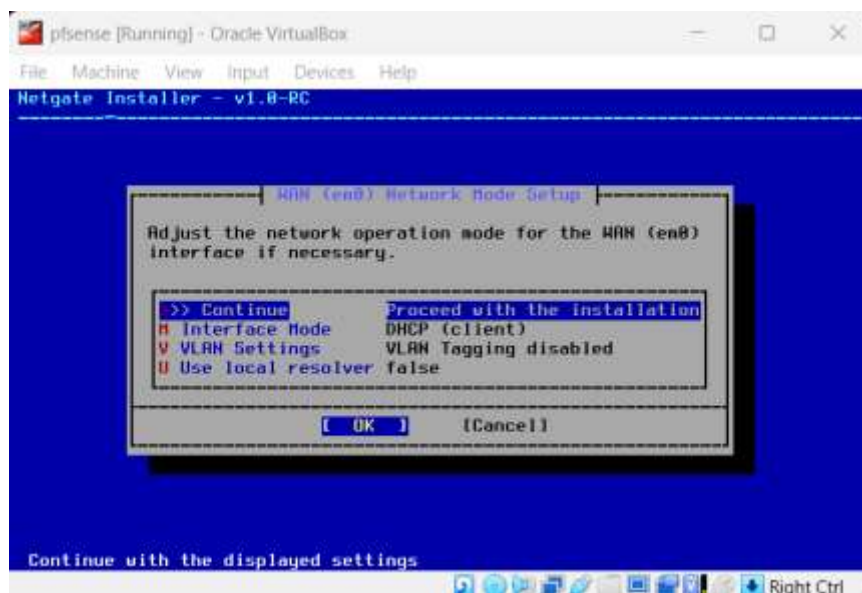 pfsense [Running] - Oracle VirtualBox
File Machine View Input Devices Help
Netgate Installer - v1.0-RC
WAN (em0) Network Mode Setup
Adjust the network operation mode for the WAN (em0)
interface if necessary.
>> Continue Proceed with the installation
M Interface Mode DHCP (client)
V VLAN Settings VLAN Tagging disabled
U Use local resolver false
[ OK ] [Cancel]
Continue with the displayed settings
Right Ctrl